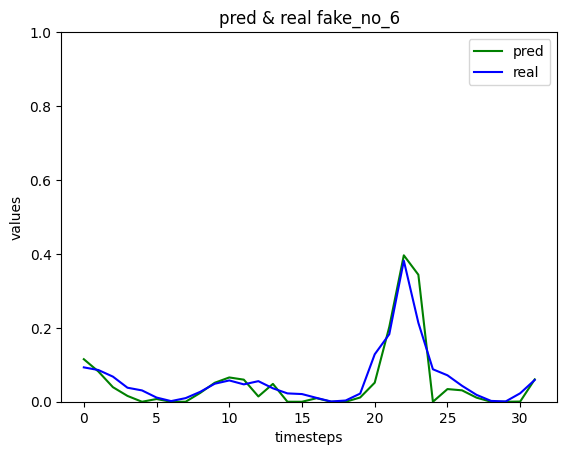 pred & real fake_no_6
1.0
0.8
0.6
0.4
0.2
0.0
values
pred
real
0 5 10 15 20 25 30
timesteps